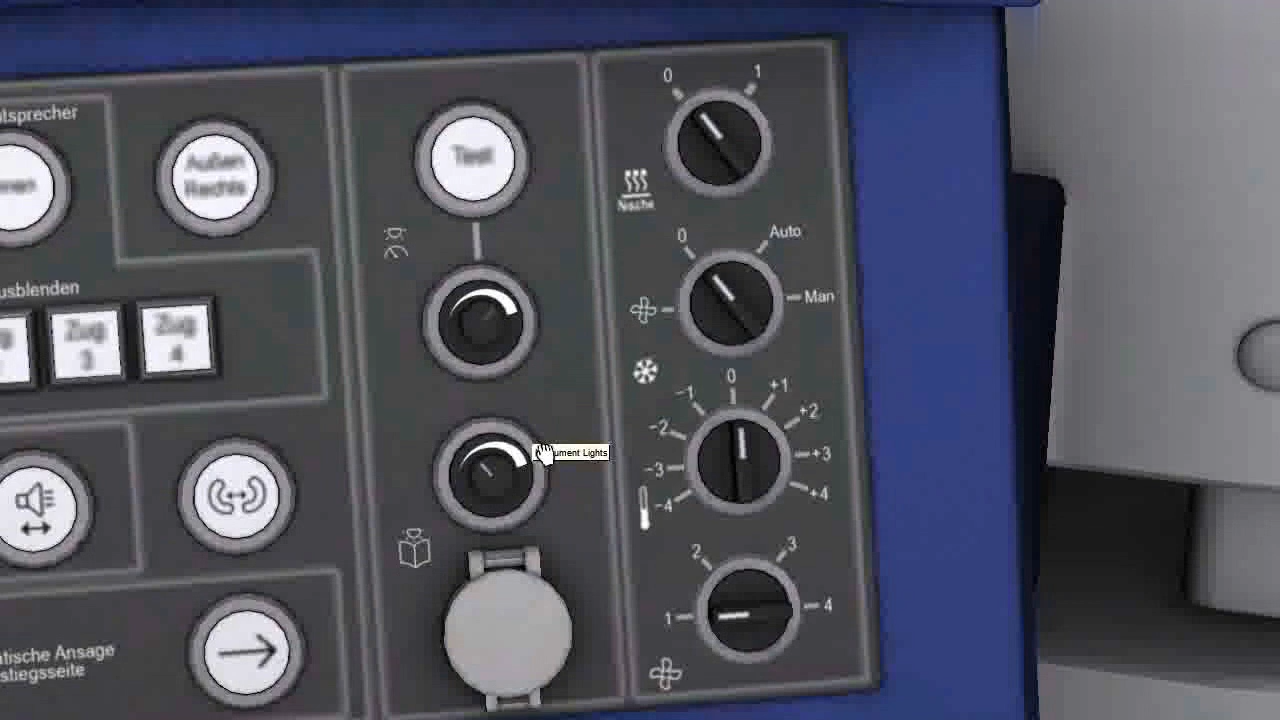 tsprecher
Außen
Rechts
Test
0
1
Nische
0
Auto
Man
usblenden
Zug
3
Zug
4
-4
-3
-2
-1
0
+1
+2
+3
+4
ument Lights
1
2
3
4
tische Ansage
stiegsseite